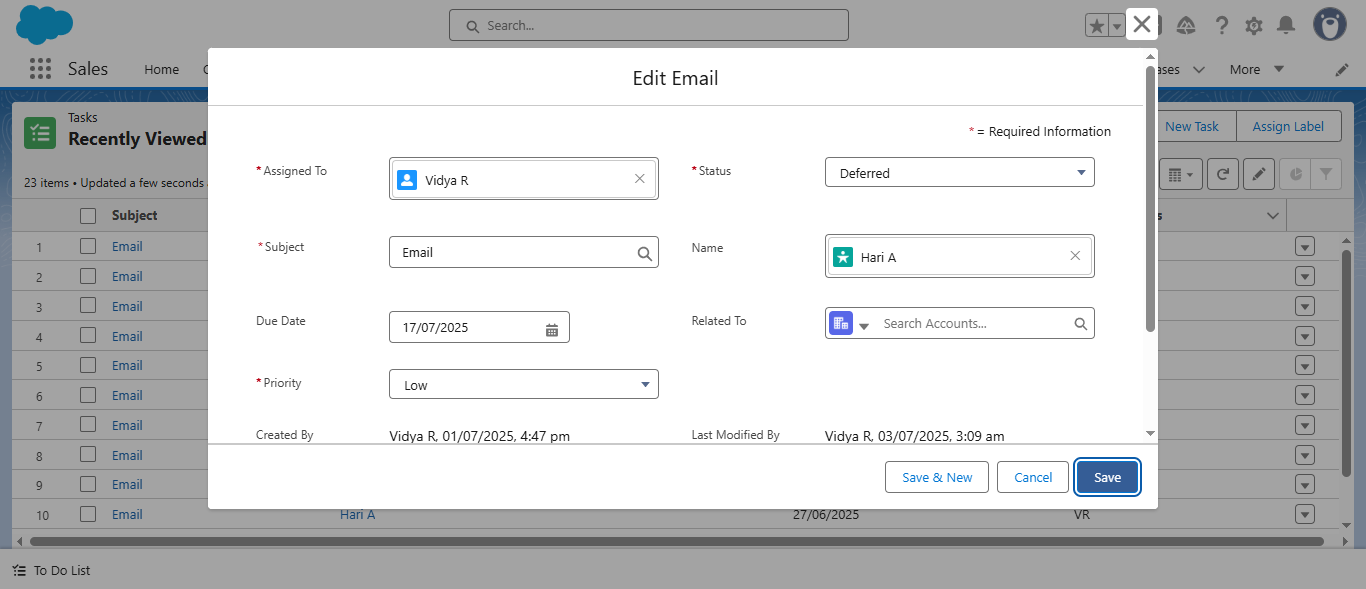 Search...
Sales Home
ases More
Tasks
Recently Viewed
New Task Assign Label
23 items • Updated a few seconds
Subject
Edit Email
* = Required Information
*Assigned To Vidya R
*Status Deferred
*Subject Email
Name Hari A
Due Date 17/07/2025
Related To Search Accounts...
*Priority Low
Created By Vidya R, 01/07/2025, 4:47 pm
Last Modified By Vidya R, 03/07/2025, 3:09 am
Save & New Cancel Save
1 Email
2 Email
3 Email
4 Email
5 Email
6 Email
7 Email
8 Email
9 Email
10 Email Hari A 27/06/2025 VR
To Do List